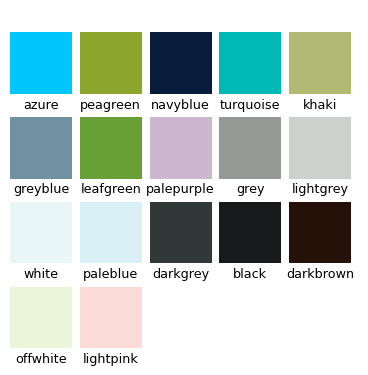 azure peagreen navyblue turquoise khaki
greyblue leafgreen palepurple grey lightgrey
white paleblue darkgrey black darkbrown
offwhite lightpink